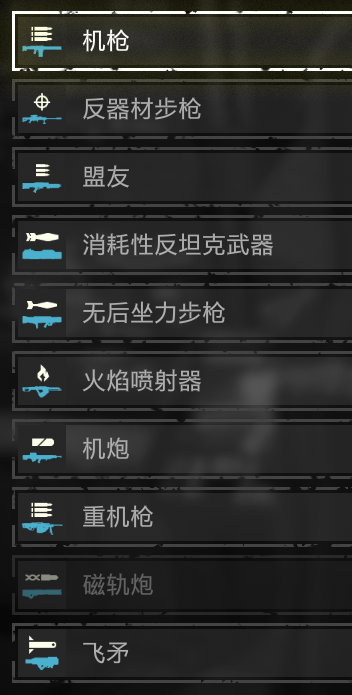 机枪
反器材步枪
盟友
消耗性反坦克武器
无后坐力步枪
火焰喷射器
机炮
重机枪
磁轨炮
飞矛